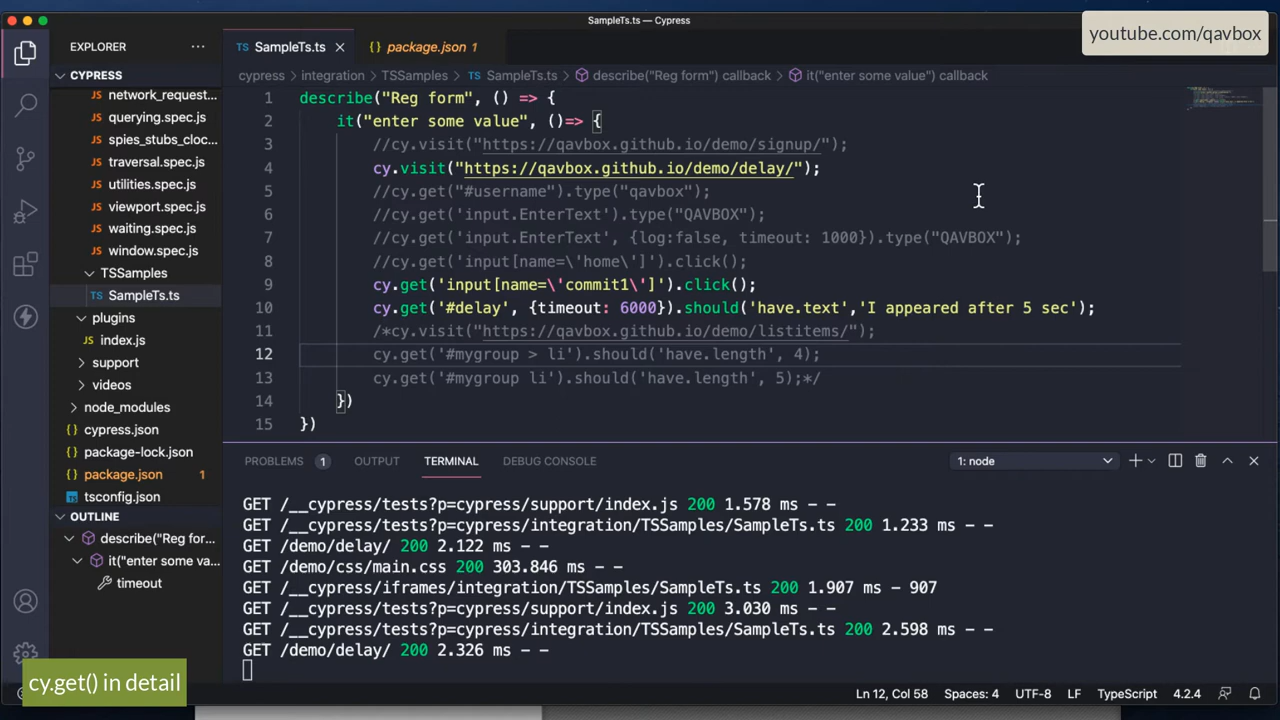 SampleTs.ts — Cypress
youtube.com/qavbox
EXPLORER
CYPRESS
network_request...
querying.spec.js
spies_stubs_cloc...
traversal.spec.js
utilities.spec.js
viewport.spec.js
waiting.spec.js
window.spec.js
TSSamples
TS SampleTs.ts
plugins
index.js
support
videos
node_modules
cypress.json
package-lock.json
package.json 1
tsconfig.json
OUTLINE
describe("Reg for...
it("enter some va...
timeout
TS SampleTs.ts
package.json 1
cypress > integration > TSSamples > TS SampleTs.ts > describe("Reg form") callback > it("enter some value") callback
1 describe("Reg form", () => {
2 it("enter some value", ()=> {
3 //cy.visit("https://qavbox.github.io/demo/signup/");
4 cy.visit("https://qavbox.github.io/demo/delay/");
5 //cy.get("#username").type("qavbox");
6 //cy.get('input.EnterText').type("QAVBOX");
7 //cy.get('input.EnterText', {log:false, timeout: 1000}).type("QAVBOX");
8 //cy.get('input[name=\'home\']').click();
9 cy.get('input[name=\'commit1\']').click();
10 cy.get('#delay', {timeout: 6000}).should('have.text','I appeared after 5 sec');
11 /*cy.visit("https://qavbox.github.io/demo/listitems/");
12 cy.get('#mygroup > li').should('have.length', 4);
13 cy.get('#mygroup li').should('have.length', 5);*/
14 })
15 })
PROBLEMS 1 OUTPUT TERMINAL DEBUG CONSOLE 1: node
GET /__cypress/tests?p=cypress/support/index.js 200 1.578 ms - -
GET /__cypress/tests?p=cypress/integration/TSSamples/SampleTs.ts 200 1.233 ms - -
GET /demo/delay/ 200 2.122 ms - -
GET /demo/css/main.css 200 303.846 ms - -
GET /__cypress/iframes/integration/TSSamples/SampleTs.ts 200 1.907 ms - 907
GET /__cypress/tests?p=cypress/support/index.js 200 3.030 ms - -
GET /__cypress/tests?p=cypress/integration/TSSamples/SampleTs.ts 200 2.598 ms - -
GET /demo/delay/ 200 2.326 ms - -
cy.get() in detail
Ln 12, Col 58 Spaces: 4 UTF-8 LF TypeScript 4.2.4